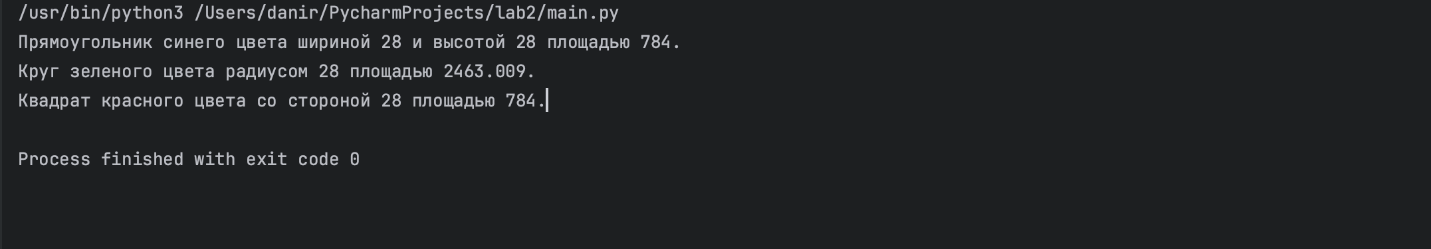 /usr/bin/python3 /Users/danir/PycharmProjects/lab2/main.py
Прямоугольник синего цвета шириной 28 и высотой 28 площадью 784.
Круг зеленого цвета радиусом 28 площадью 2463.009.
Квадрат красного цвета со стороной 28 площадью 784.
Process finished with exit code 0